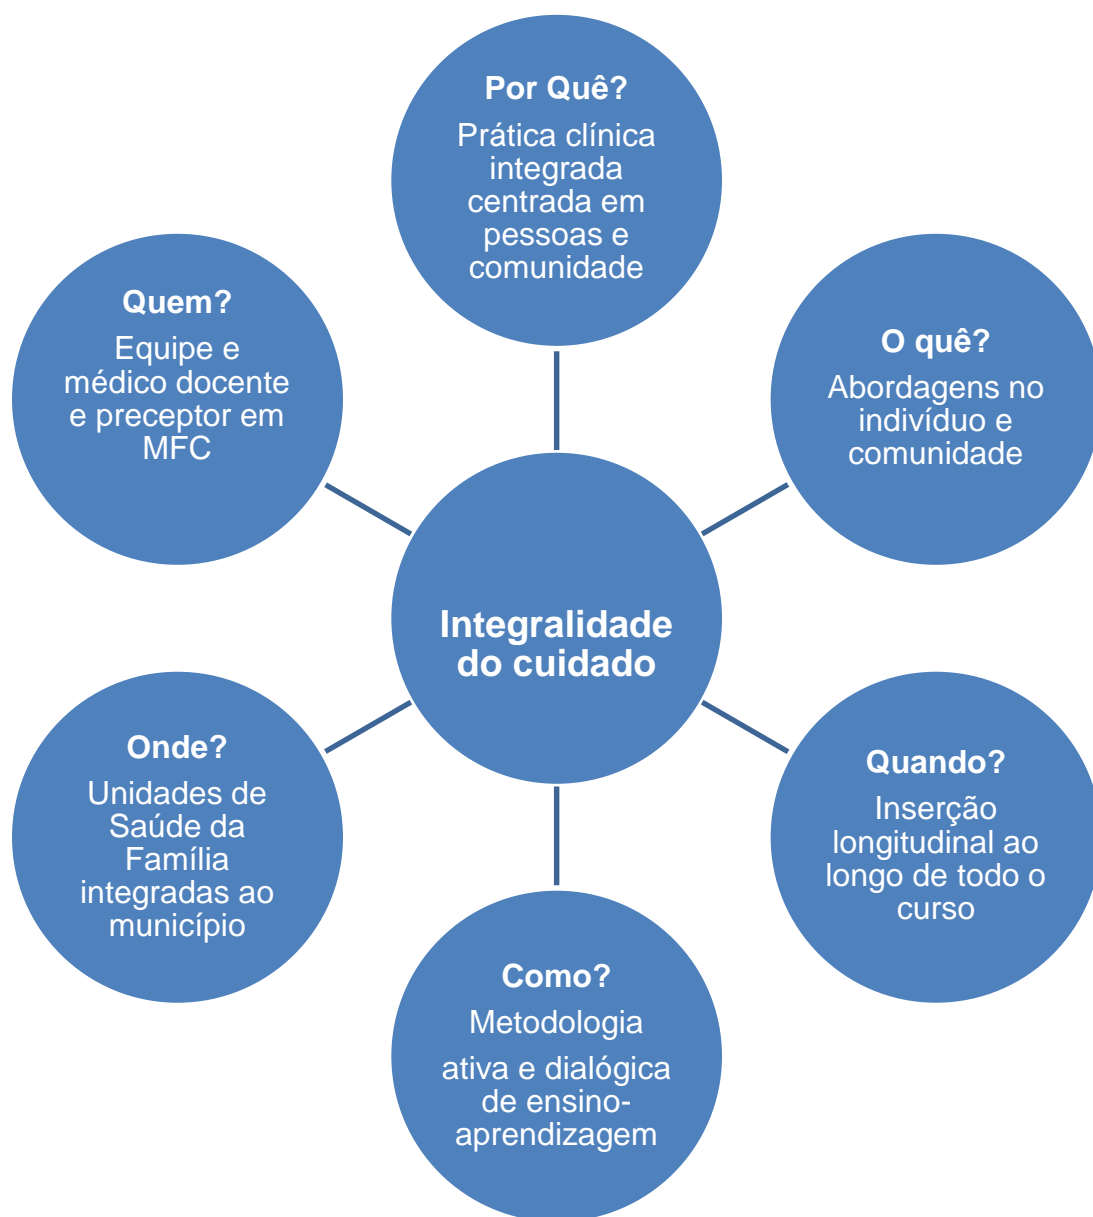 Por Quê?
Prática clínica
integrada
centrada em
pessoas e
comunidade
O quê?
Abordagens no
indivíduo e
comunidade
Quando?
Inserção
longitudinal ao
longo de todo o
curso
Como?
Metodologia
ativa e dialógica
de ensino-
aprendizagem
Onde?
Unidades de
Saúde da
Família
integradas ao
município
Quem?
Equipe e
médico docente
e preceptor em
MFC
Integralidade
do cuidado